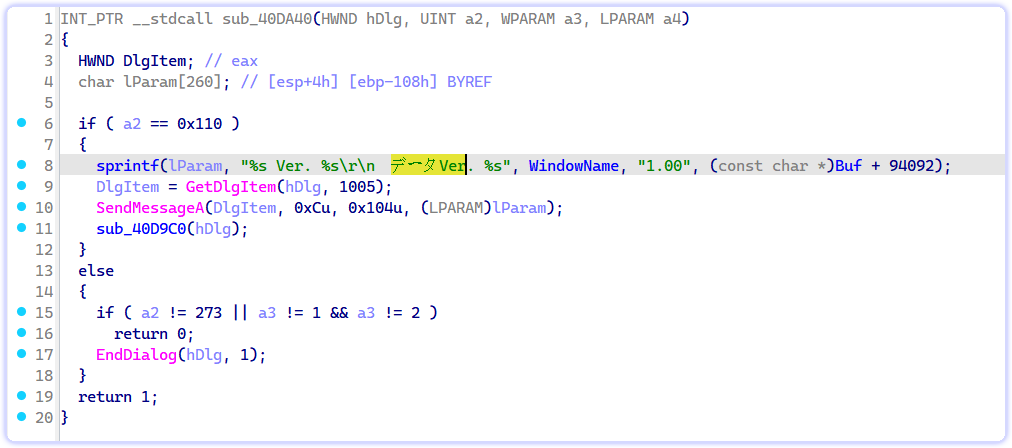 1 INT_PTR __stdcall sub_40DA40(HWND hDlg, UINT a2, WPARAM a3, LPARAM a4)
2 {
3   HWND DlgItem; // eax
4   char lParam[260]; // [esp+4h] [ebp-108h] BYREF
5
6   if ( a2 == 0x110 )
7   {
8     sprintf(lParam, "%s Ver. %s\r\n  データVer. %s", WindowName, "1.00", (const char *)Buf + 94092);
9     DlgItem = GetDlgItem(hDlg, 1005);
10     SendMessageA(DlgItem, 0xCu, 0x104u, (LPARAM)lParam);
11     sub_40D9C0(hDlg);
12   }
13   else
14   {
15     if ( a2 != 273 || a3 != 1 && a3 != 2 )
16       return 0;
17     EndDialog(hDlg, 1);
18   }
19   return 1;
20 }